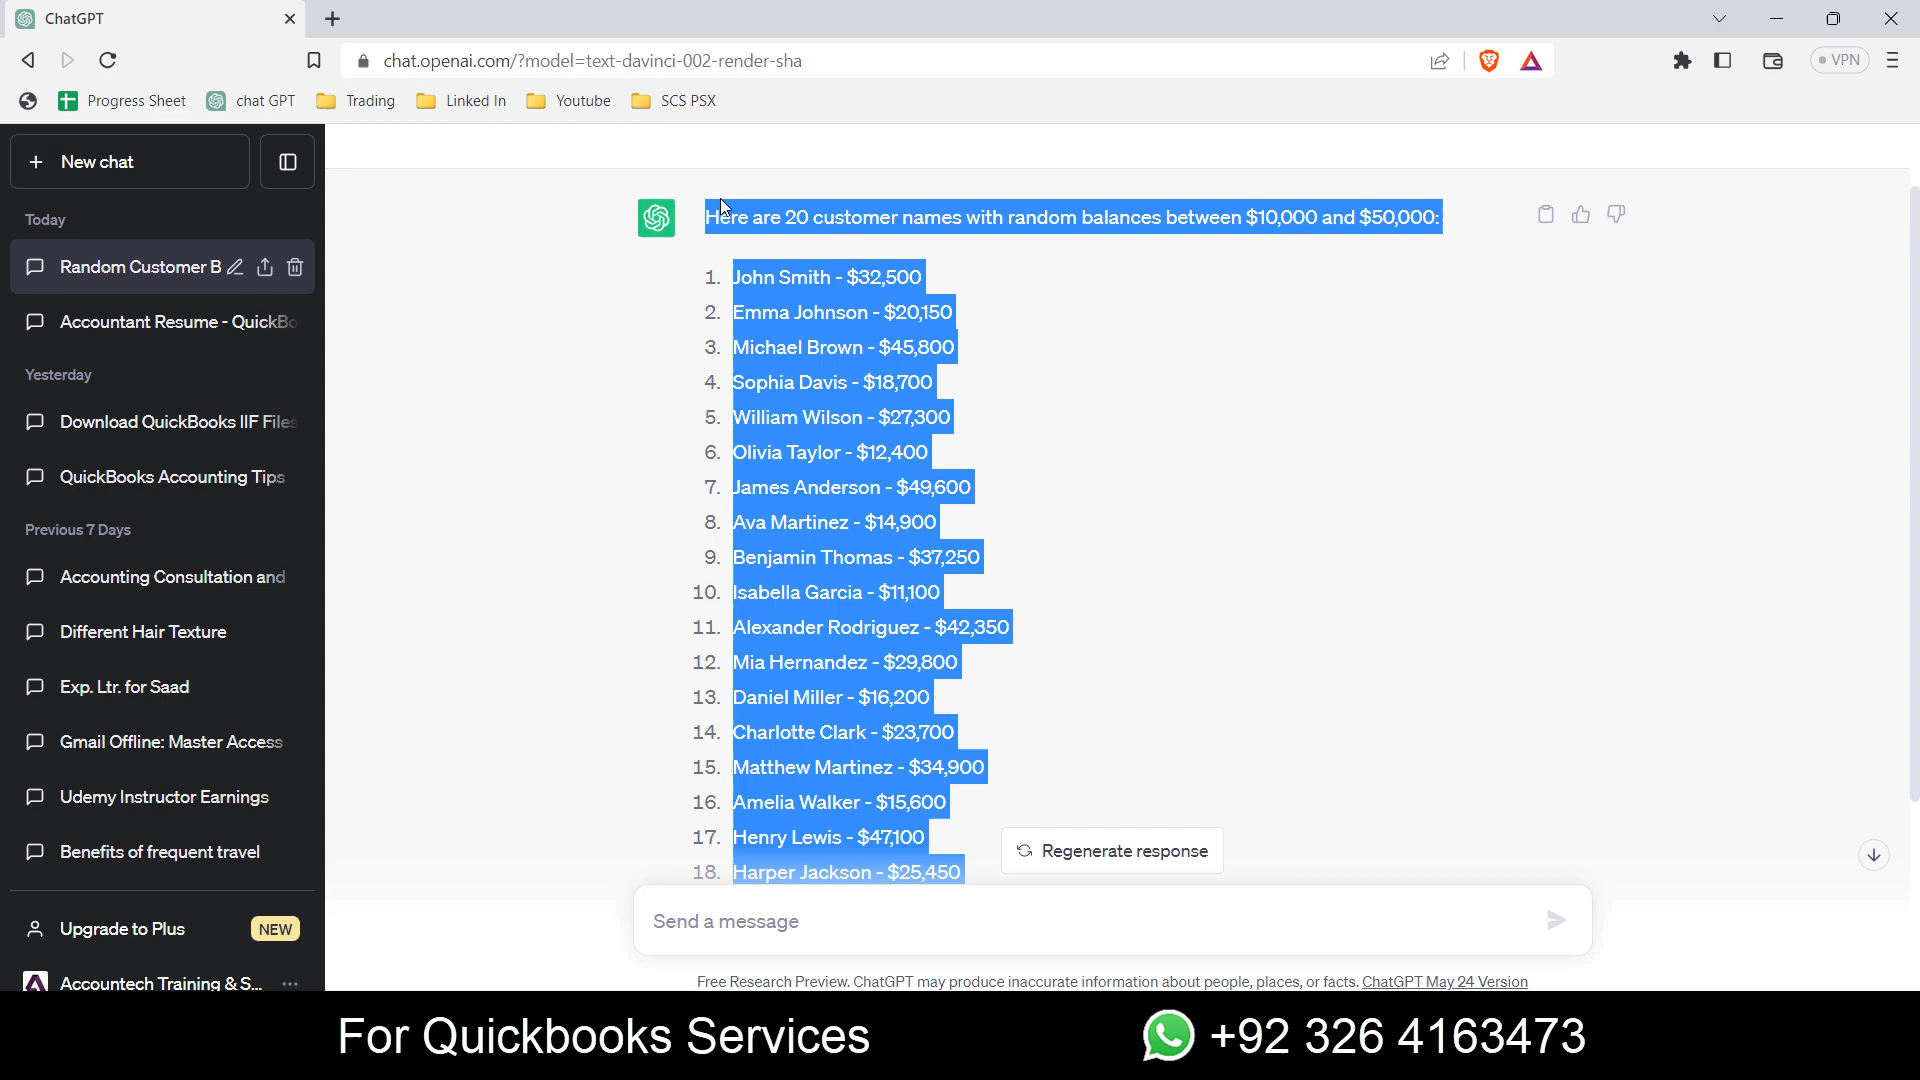 ChatGPT
chat.openai.com/?model=text-davinci-002-render-sha
VPN
Progress Sheet
chat GPT
Trading
Linked In
Youtube
SCS PSX
+ New chat
Today
Random Customer B
Accountant Resume - QuickBo
Yesterday
Download QuickBooks IIF Files
QuickBooks Accounting Tips
Previous 7 Days
Accounting Consultation and
Different Hair Texture
Exp. Ltr. for Saad
Gmail Offline: Master Access
Udemy Instructor Earnings
Benefits of frequent travel
Upgrade to Plus NEW
Accountech Training & S... ...
Here are 20 customer names with random balances between $10,000 and $50,000:
1. John Smith - $32,500
2. Emma Johnson - $20,150
3. Michael Brown - $45,800
4. Sophia Davis - $18,700
5. William Wilson - $27,300
6. Olivia Taylor - $12,400
7. James Anderson - $49,600
8. Ava Martinez - $14,900
9. Benjamin Thomas - $37,250
10. Isabella Garcia - $11,100
11. Alexander Rodriguez - $42,350
12. Mia Hernandez - $29,800
13. Daniel Miller - $16,200
14. Charlotte Clark - $23,700
15. Matthew Martinez - $34,900
16. Amelia Walker - $15,600
17. Henry Lewis - $47,100
18. Harper Jackson - $25,450
Regenerate response
Send a message
Free Research Preview. ChatGPT may produce inaccurate information about people, places, or facts. ChatGPT May 24 Version
For Quickbooks Services
+92 326 4163473